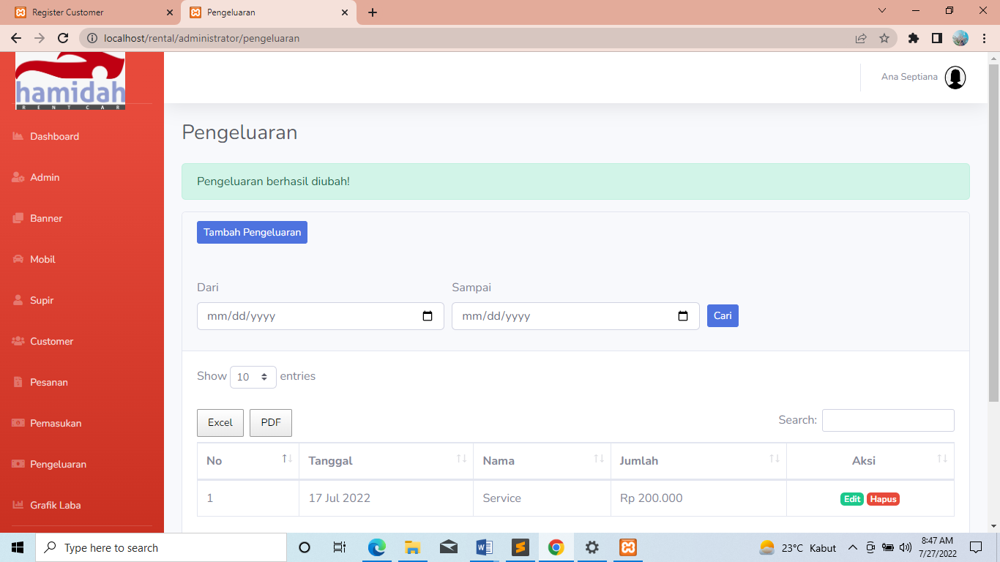 Register Customer
Pengeluaran
localhost/rental/administrator/pengeluaran
hamidah
RENTCAR
Ana Septiana
Dashboard
Admin
Banner
Mobil
Supir
Customer
Pesanan
Pemasukan
Pengeluaran
Grafik Laba
Pengeluaran
Pengeluaran berhasil diubah!
Tambah Pengeluaran
Dari Sampai
mm/dd/yyyy mm/dd/yyyy Cari
Show 10 entries
Excel PDF Search:
No Tanggal Nama Jumlah Aksi
1 17 Jul 2022 Service Rp 200.000 Edit Hapus
Type here to search
23°C Kabut
8:47 AM
7/27/2022